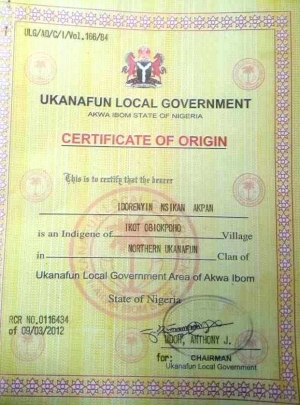 ULG/AD/C/1/Vol.166/84
UKANAFUN LOCAL GOVERNMENT
AKWA IBOM STATE OF NIGERIA
CERTIFICATE OF ORIGIN
This is to certify that the bearer
IDORENYIN NSIKAN AKPAN
is an Indigene of IKOT OBIOKPOHO Village
in NORTHERN UKANAFUN Clan of
Ukanafun Local Government Area of Akwa Ibom
State of Nigeria
RCR NO.0116434
of 09/03/2012
ANTHONY J.
for: CHAIRMAN
Ukanafun Local Government